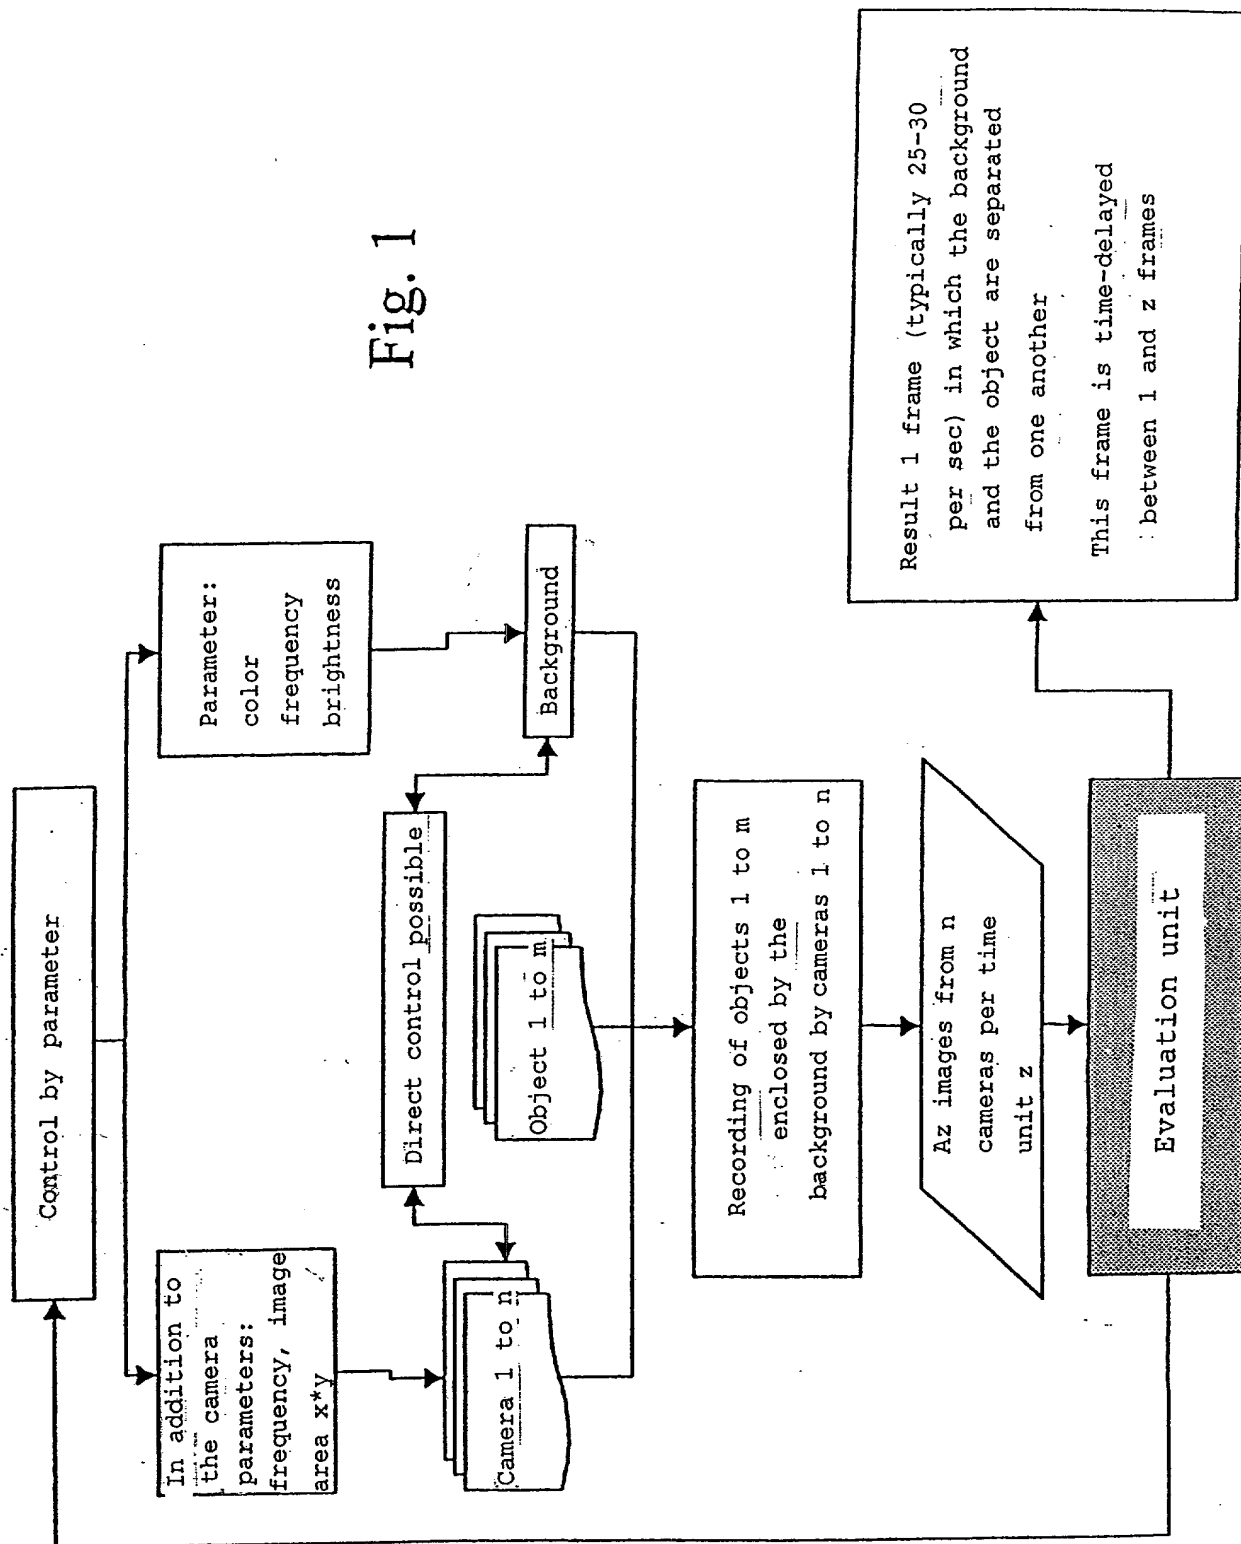 Fig. 1
Control by parameter
In addition to
the camera
parameters:
frequency, image
area x*y
Parameter:
color
frequency
brightness
Direct control possible
Camera 1 to n
Object 1 to m
Background
Recording of objects 1 to m
enclosed by the
background by cameras 1 to n
Az images from n
cameras per time
unit z
Evaluation unit
Result 1 frame (typically 25-30
per sec) in which the background
and the object are separated
from one another
This frame is time-delayed
between 1 and z frames